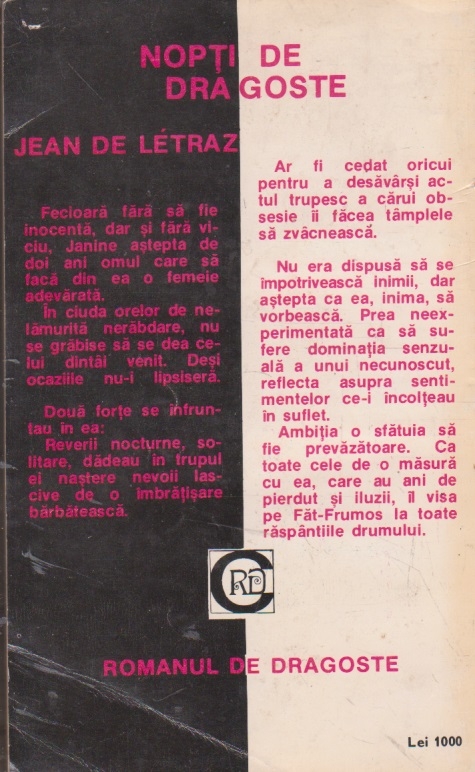 NOPȚI DE
DRAGOSTE
JEAN DE LÉTRAZ
Fecioară fără să fie
inocentă, dar și fără vi-
ciu, Janine aștepta de
doi ani omul care să
facă din ea o femeie
adevărată.
În ciuda orelor de ne-
lămurită nerăbdare, nu
se grăbise să se dea ce-
lui dintâi venit. Deși
ocaziile nu-i lipsiseră.
Două forțe se înfrun-
tau în ea:
Reverii nocturne, so-
litare, dădeau în trupul
ei naștere nevoii las-
cive de o îmbrățișare
bărbătească.
Ar fi cedat oricui
pentru a desăvârși ac-
tul trupesc a cărui ob-
sesie îi făcea tâmplele
să zvâcnească.
Nu era dispusă să se
împotrivească inimii, dar
aștepta ca ea, inima, să
vorbească. Prea neex-
perimentată ca să su-
fere dominația senzu-
ală a unui necunoscut,
reflecta asupra senti-
mentelor ce-i încolțeau
în suflet.
Ambiția o sfătuia să
fie prevăzătoare. Ca
toate cele de o măsură
cu ea, care au ani de
pierdut și iluzii, îl visa
pe Făt-Frumos la toate
răspântiile drumului.
CRD
ROMANUL DE DRAGOSTE
Lei 1000